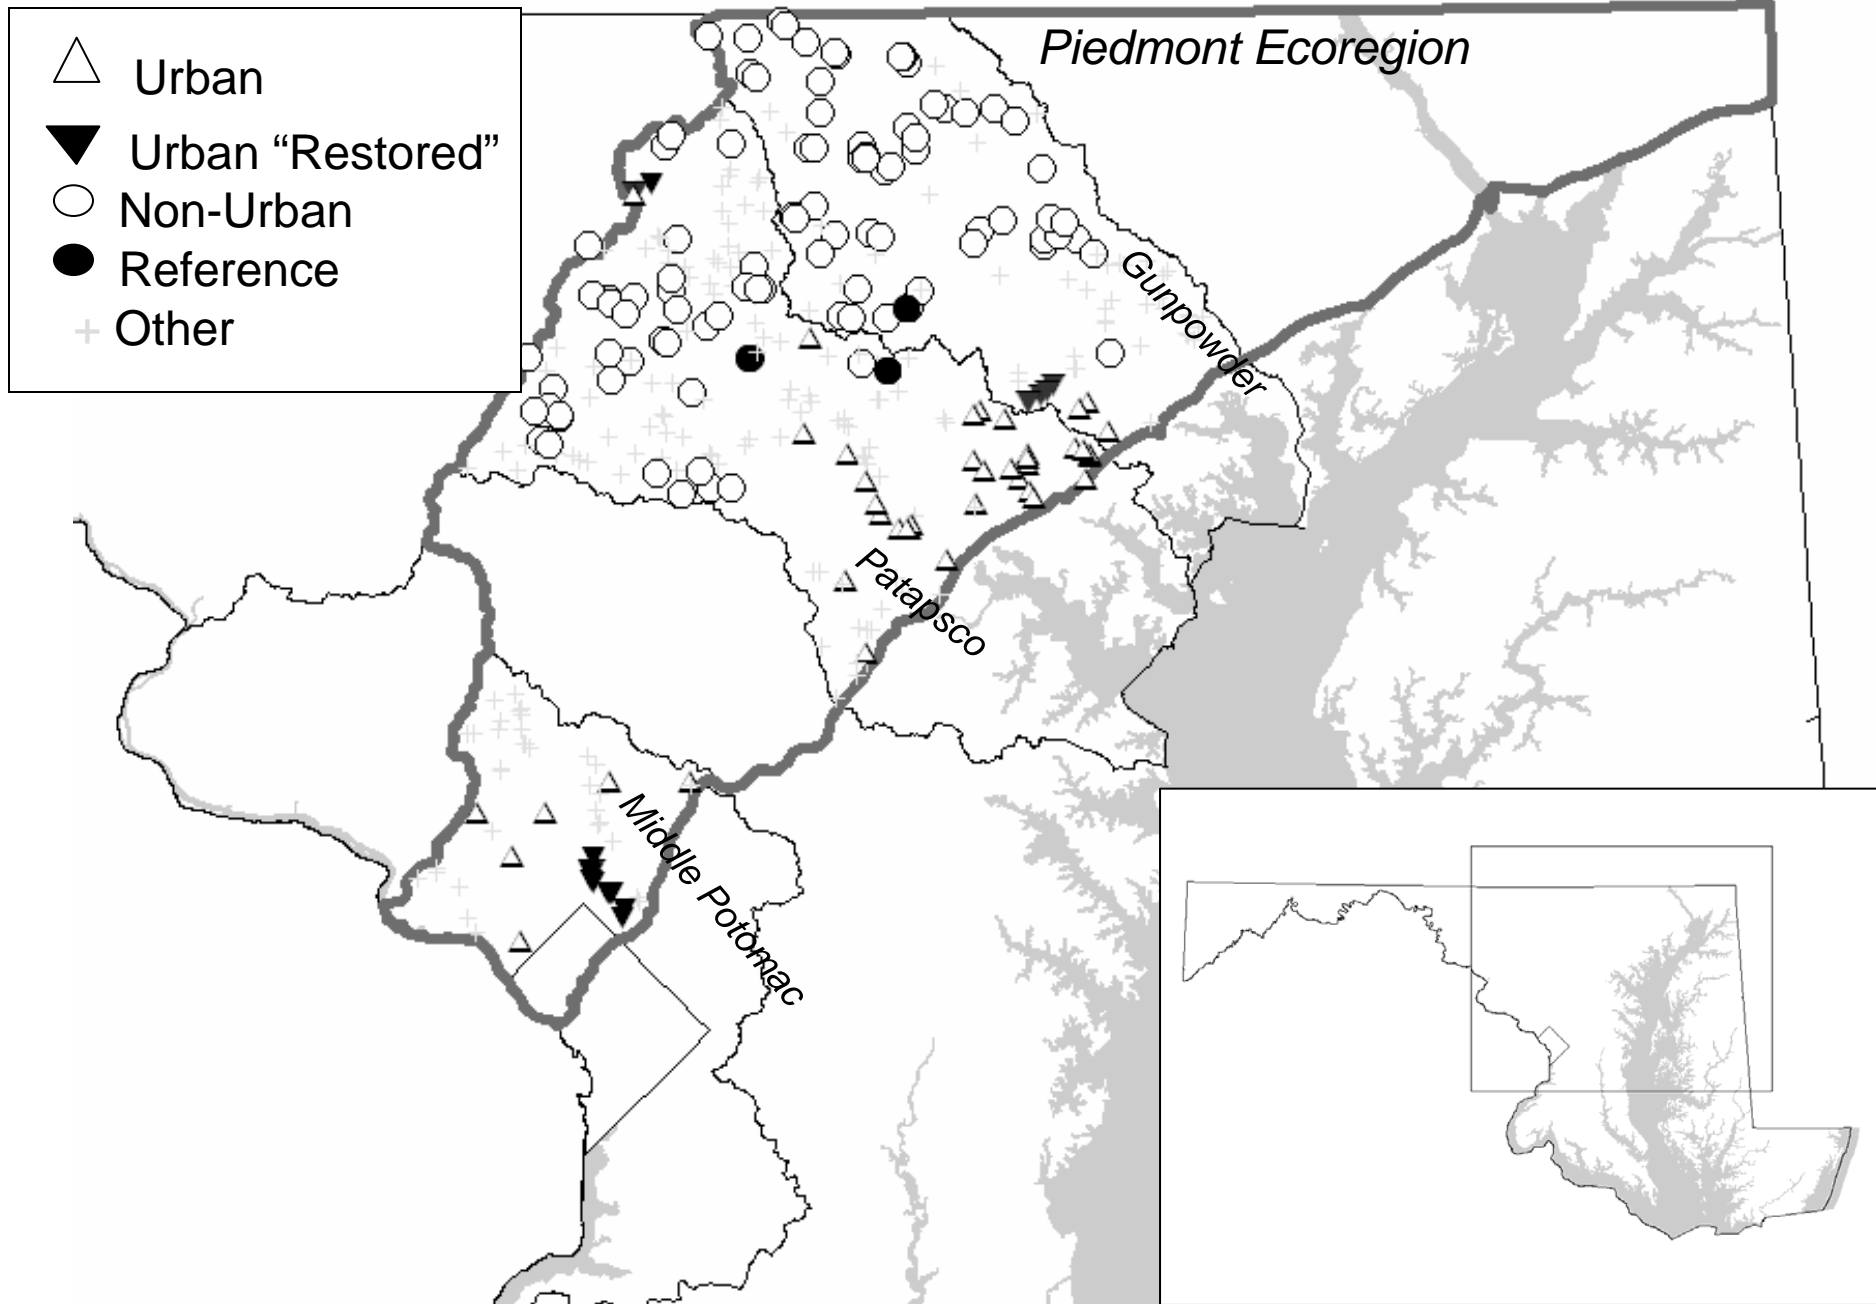 Urban
Urban “Restored”
Non-Urban
Reference
Other
Piedmont Ecoregion
Gunpowder
Patapsco
Middle Potomac